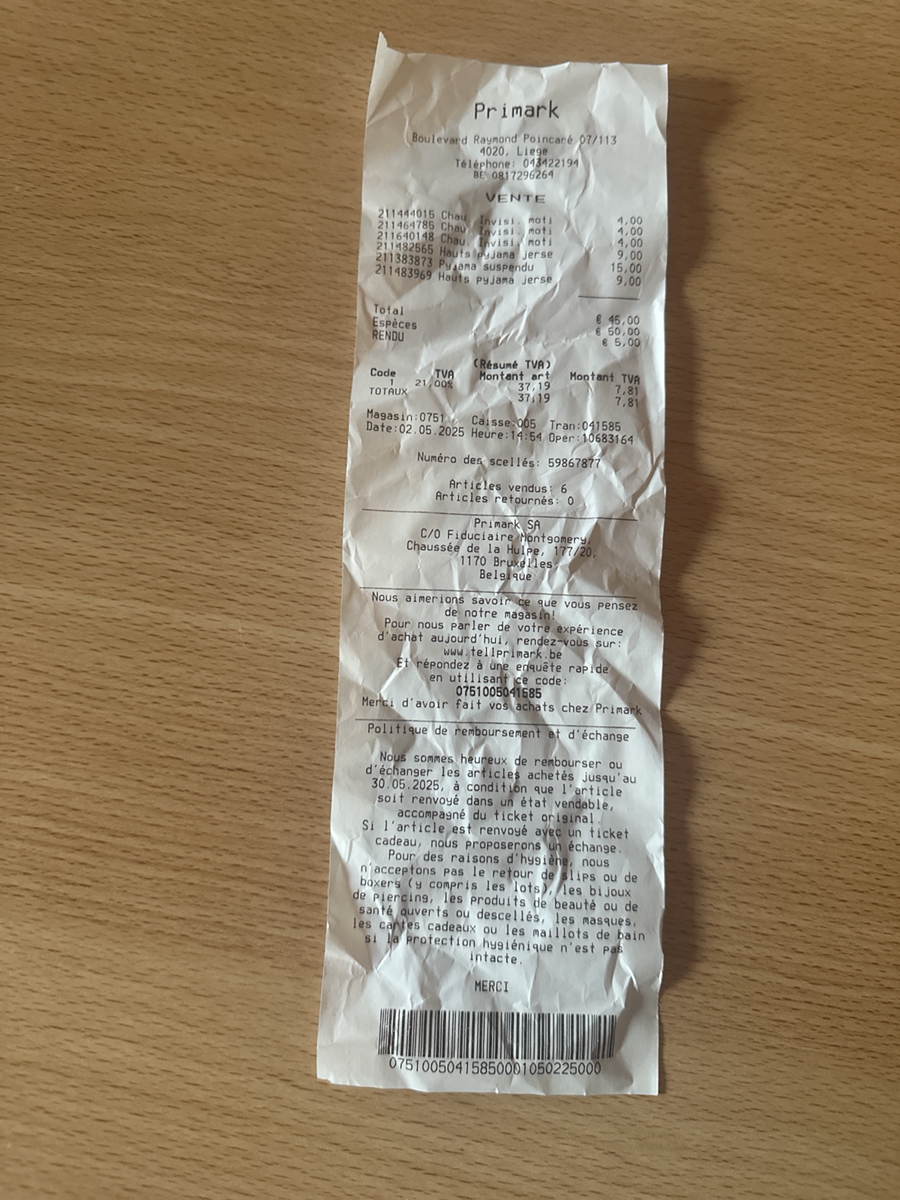 Primark
Boulevard Raymond Poincaré 07/113
4020, Liege
Téléphone: 043422194
BE 0817296264
VENTE
211444015 Chau. Invisi. moti 4,00
211464785 Chau. Invisi. moti 4,00
211640148 Chau. Invisi. moti 4,00
211482565 Hauts pyjama jerse 9,00
211383873 Pyjama suspendu 15,00
211483969 Hauts pyjama jerse 9,00
Total € 45,00
Espèces € 50,00
RENDU € 5,00
(Résumé TVA)
Code TVA Montant art Montant TVA
1 21,00% 37,19 7,81
TOTAUX 37,19 7,81
Magasin:0751 Caisse:005 Tran:041585
Date:02.05.2025 Heure:14:54 Oper:10683164
Numéro des scellés: 59867877
Articles vendus: 6
Articles retournés: 0
Primark SA
C/O Fiduciaire Montgomery,
Chaussée de la Hulpe, 177/20,
1170 Bruxelles,
Belgique
Nous aimerions savoir ce que vous pensez
de notre magasin!
Pour nous parler de votre expérience
d'achat aujourd'hui, rendez-vous sur:
www.tellprimark.be
Et répondez à une enquête rapide
en utilisant ce code:
0751005041585
Merci d'avoir fait vos achats chez Primark
Politique de remboursement et d'échange
Nous sommes heureux de rembourser ou
d'échanger les articles achetés jusqu'au
30.05.2025, à condition que l'article
soit renvoyé dans un état vendable,
accompagné du ticket original.
Si l'article est renvoyé avec un ticket
cadeau, nous proposerons un échange.
Pour des raisons d'hygiène, nous
n'acceptons pas le retour de slips ou de
boxers (y compris les lots), les bijoux
de piercing, les produits de beauté ou de
santé ouverts ou descellés, les masques,
les cartes cadeaux ou les maillots de bain
si la protection hygiénique n'est pas
intacte.
MERCI
07510050415850001050225000